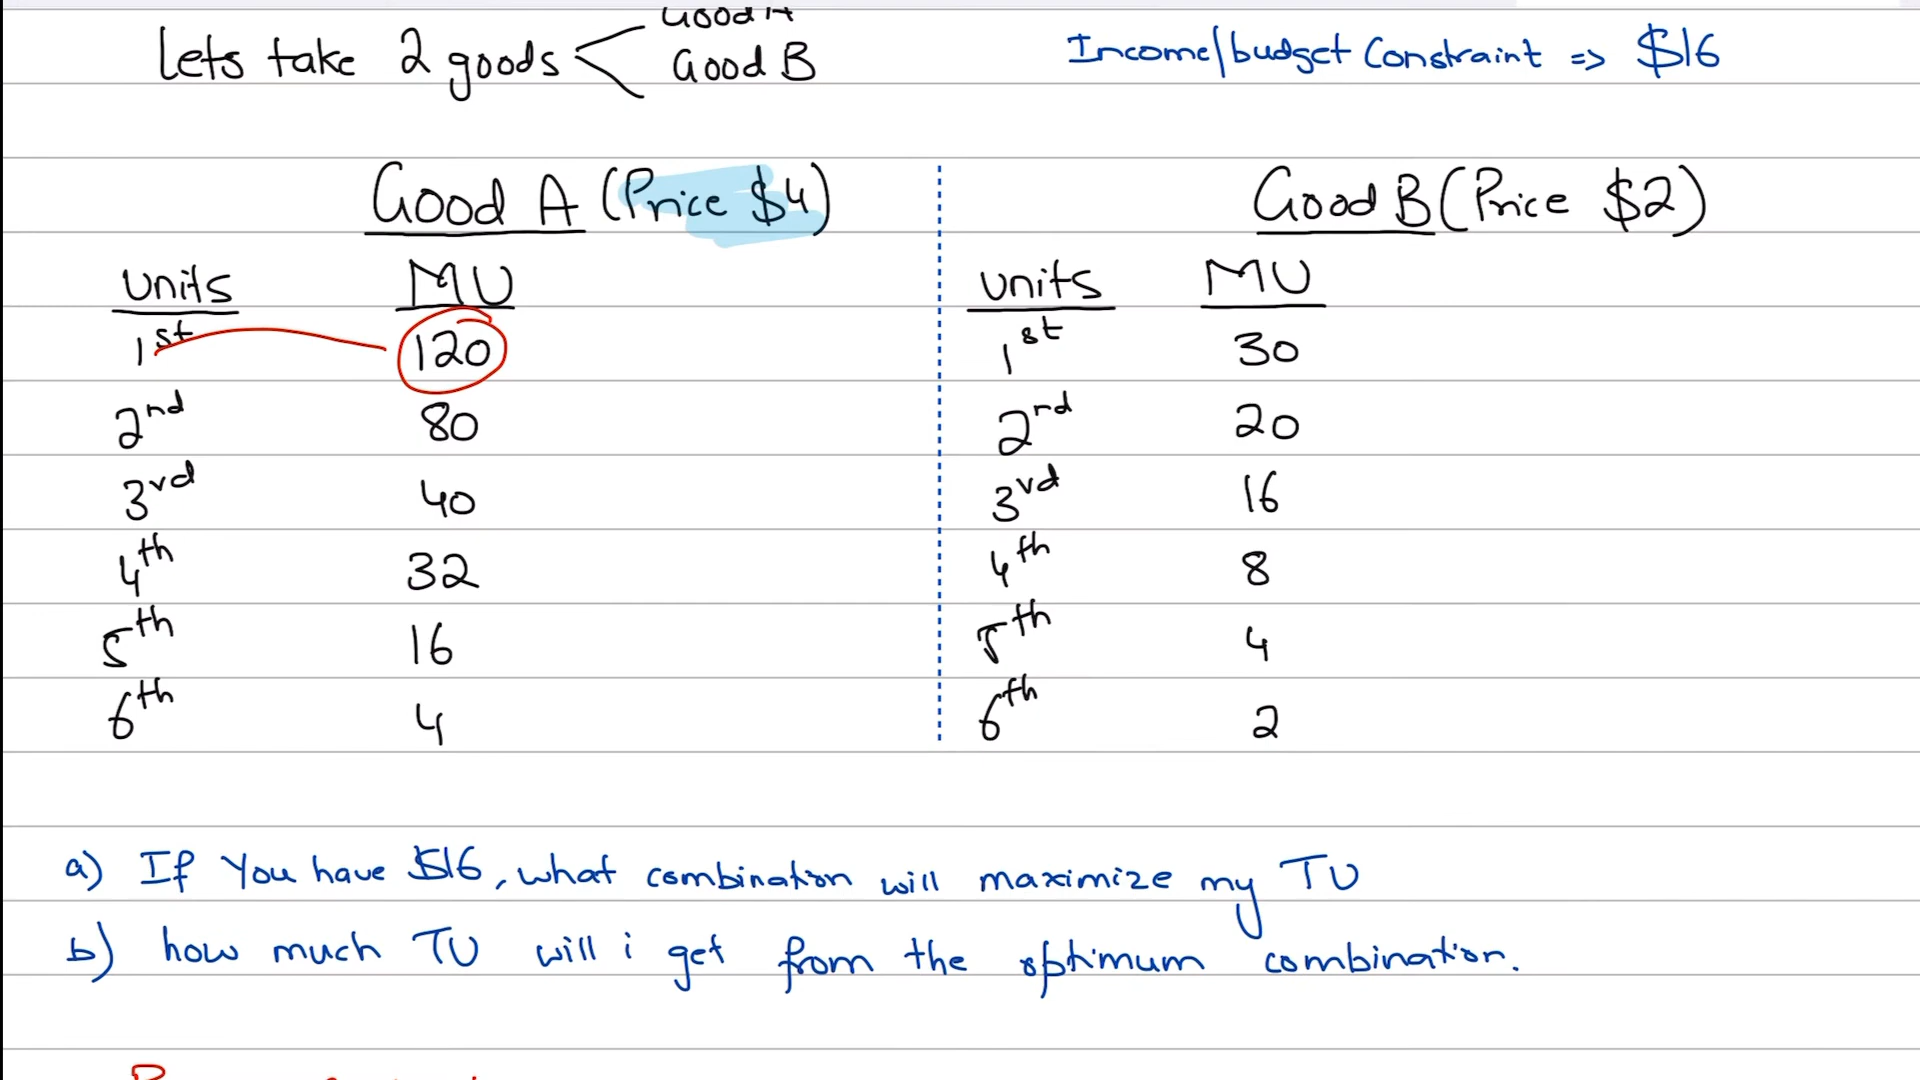 Good A
Lets take 2 goods Good B
Income/budget Constraint => $16
Good A (Price $4)
Units MU
1st 120
2nd 80
3rd 40
4th 32
5th 16
6th 4
Good B (Price $2)
Units MU
1st 30
2nd 20
3rd 16
4th 8
5th 4
6th 2
a) If You have $16, what combination will maximize my TU
b) how much TU will i get from the optimum combination.